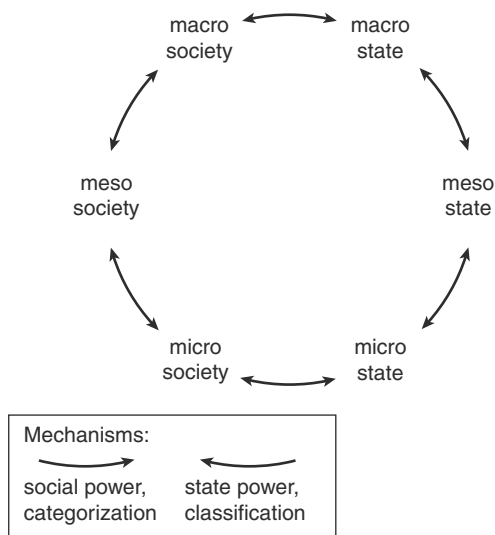 macro
society
macro
state
meso
society
meso
state
micro
society
micro
state
Mechanisms:
social power,
categorization
state power,
classification